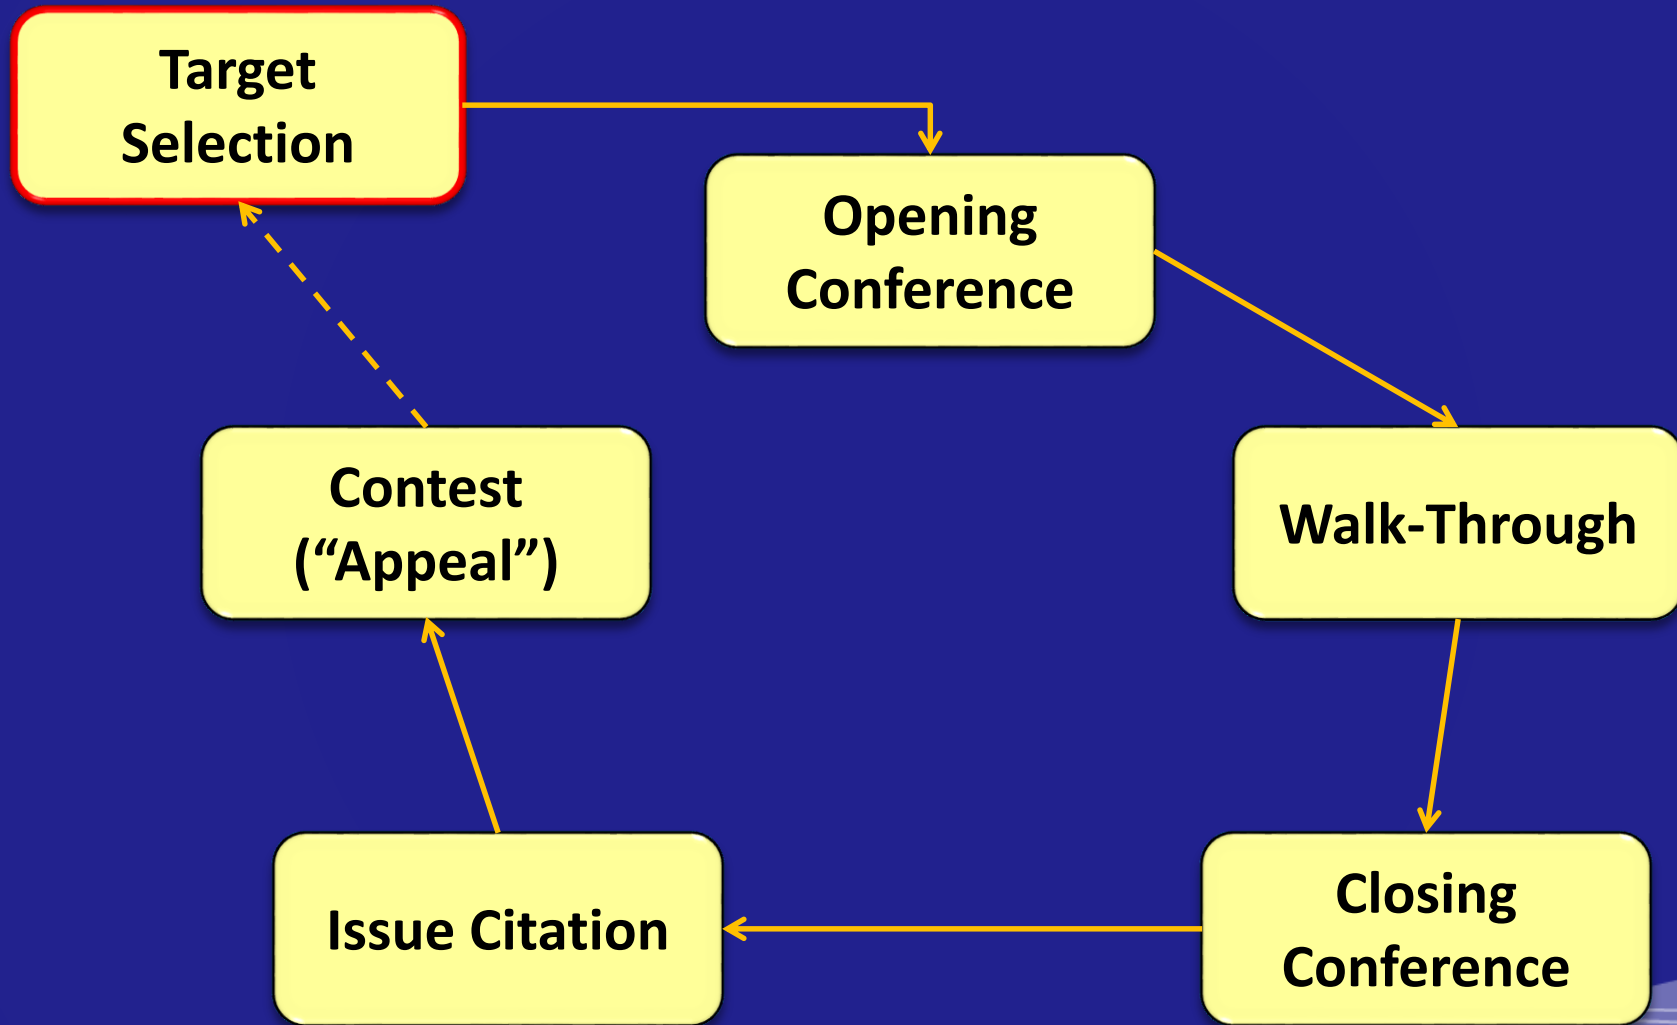 Target
Selection
Opening
Conference
Walk-Through
Closing
Conference
Issue Citation
Contest
(“Appeal”)